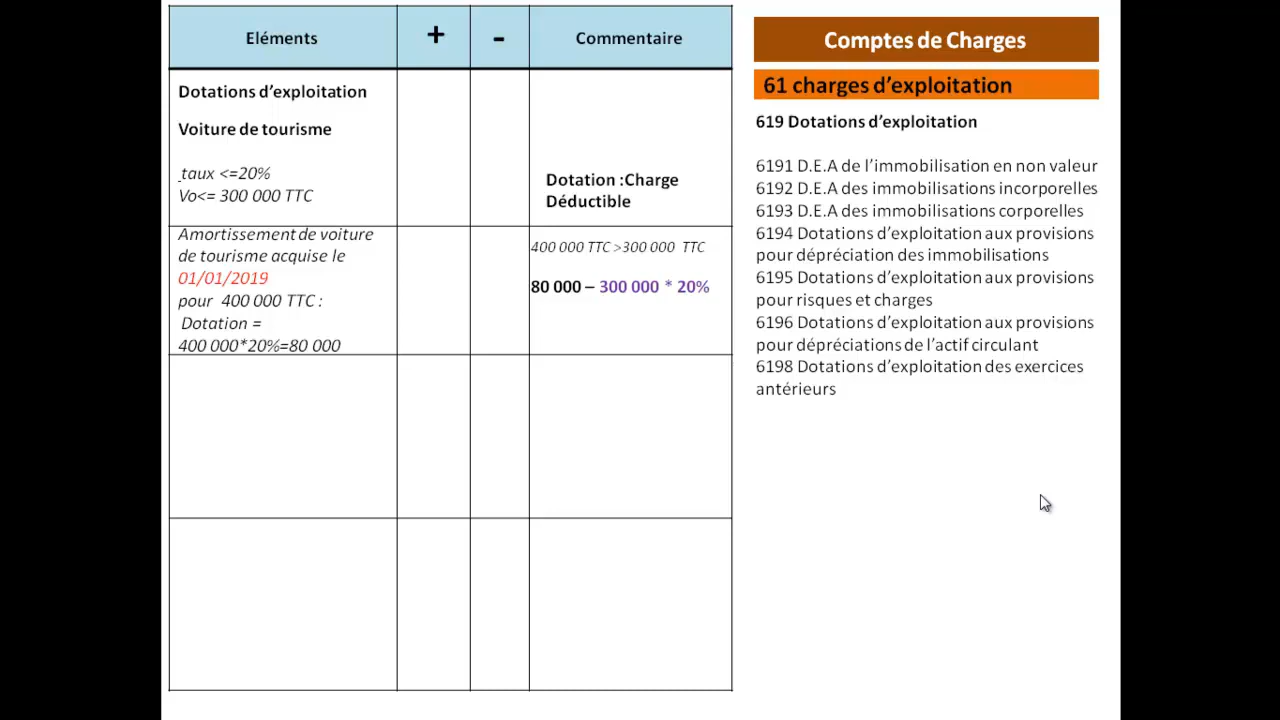 Eléments + - Commentaire
Dotations d’exploitation
Voiture de tourisme
taux <=20%
Vo<= 300 000 TTC
Dotation :Charge
Déductible
Amortissement de voiture
de tourisme acquise le
01/01/2019
pour 400 000 TTC :
Dotation =
400 000*20%=80 000
400 000 TTC >300 000 TTC
80 000 – 300 000 * 20%
Comptes de Charges
61 charges d’exploitation
619 Dotations d’exploitation
6191 D.E.A de l’immobilisation en non valeur
6192 D.E.A des immobilisations incorporelles
6193 D.E.A des immobilisations corporelles
6194 Dotations d’exploitation aux provisions
pour dépréciation des immobilisations
6195 Dotations d’exploitation aux provisions
pour risques et charges
6196 Dotations d’exploitation aux provisions
pour dépréciations de l’actif circulant
6198 Dotations d’exploitation des exercices
antérieurs